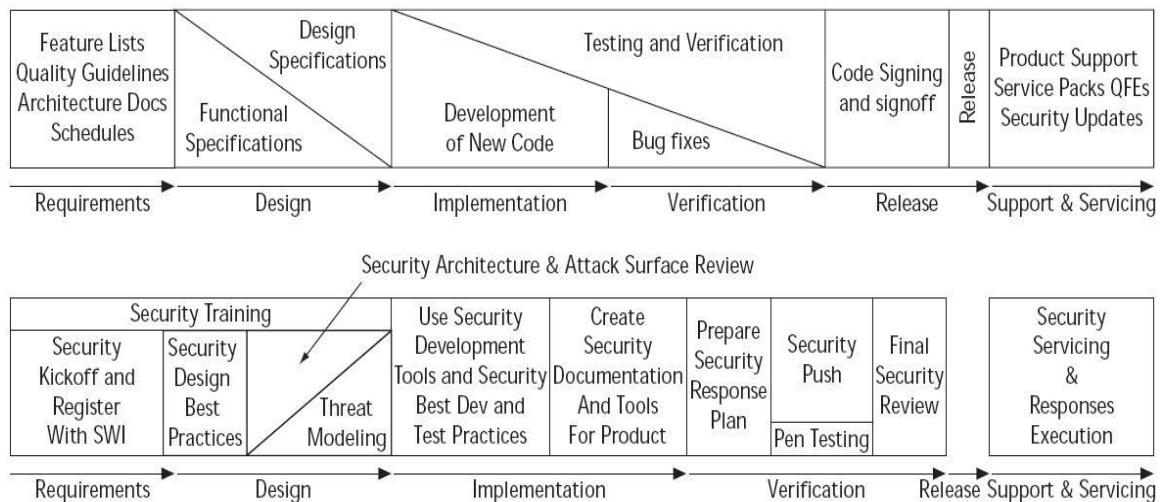 Feature Lists
Quality Guidelines
Architecture Docs
Schedules
Design
Specifications
Functional
Specifications
Testing and Verification
Development
of New Code
Bug fixes
Code Signing
and signoff
Release
Product Support
Service Packs QFEs
Security Updates
Requirements
Design
Implementation
Verification
Release
Support & Servicing
Security Architecture & Attack Surface Review
Security Training
Security
Kickoff and
Register
With SWI
Security
Design
Best
Practices
Threat
Modeling
Use Security
Development
Tools and Security
Best Dev and
Test Practices
Create
Security
Documentation
And Tools
For Product
Prepare
Security
Response
Plan
Security
Push
Pen Testing
Final
Security
Review
Security
Servicing
&
Responses
Execution
Requirements
Design
Implementation
Verification
Release
Support & Servicing